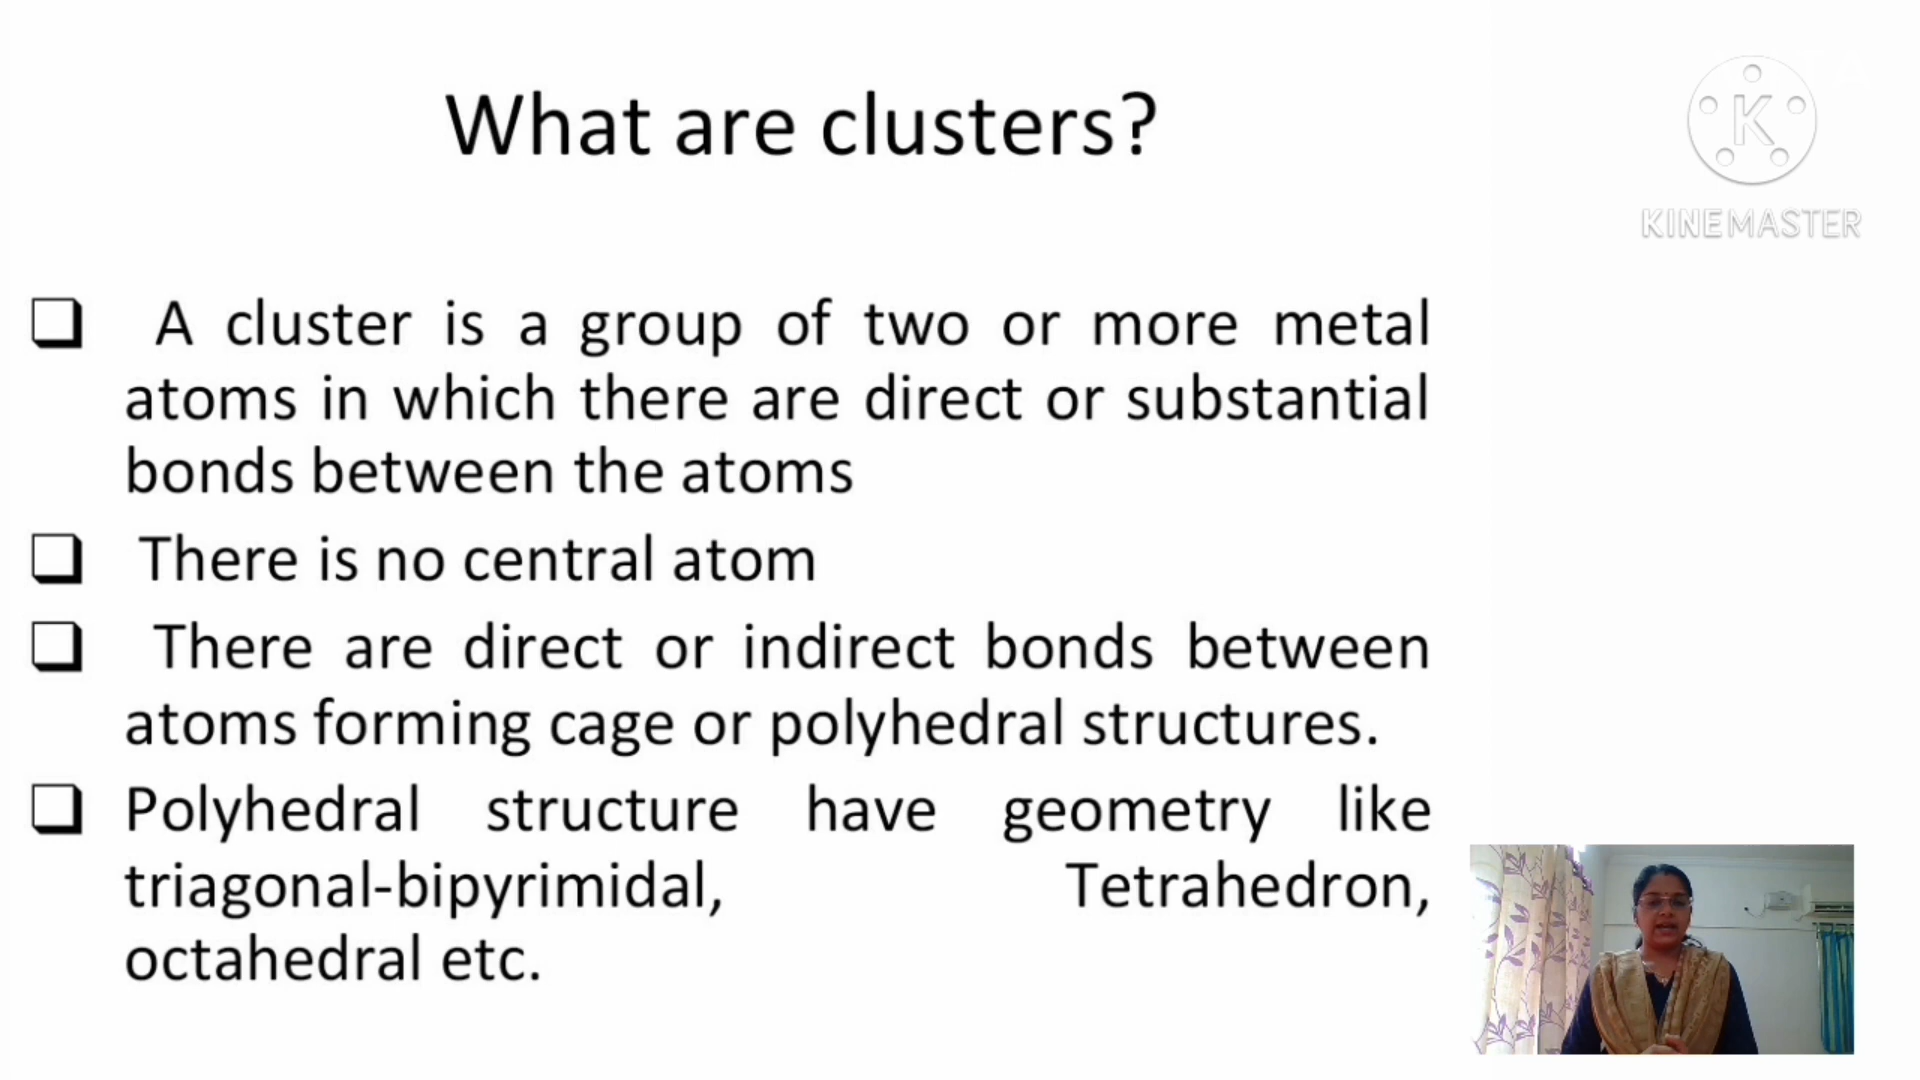 What are clusters?
K
KINEMASTER
A cluster is a group of two or more metal
atoms in which there are direct or substantial
bonds between the atoms
There is no central atom
There are direct or indirect bonds between
atoms forming cage or polyhedral structures.
Polyhedral structure have geometry like
triagonal-bipyrimidal, Tetrahedron,
octahedral etc.